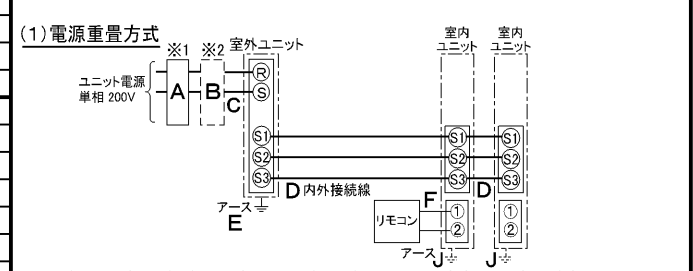 (1)電源重畳方式
※1 ※2 室外ユニット
室内
ユニット
室内
ユニット
ユニット電源
単相 200V
A
B
C
R
S
S1
S2
S3
S1
S2
S3
S1
S2
S3
D 内外接続線
D
アース
E
F
リモコン
①
②
①
②
アース
J
J